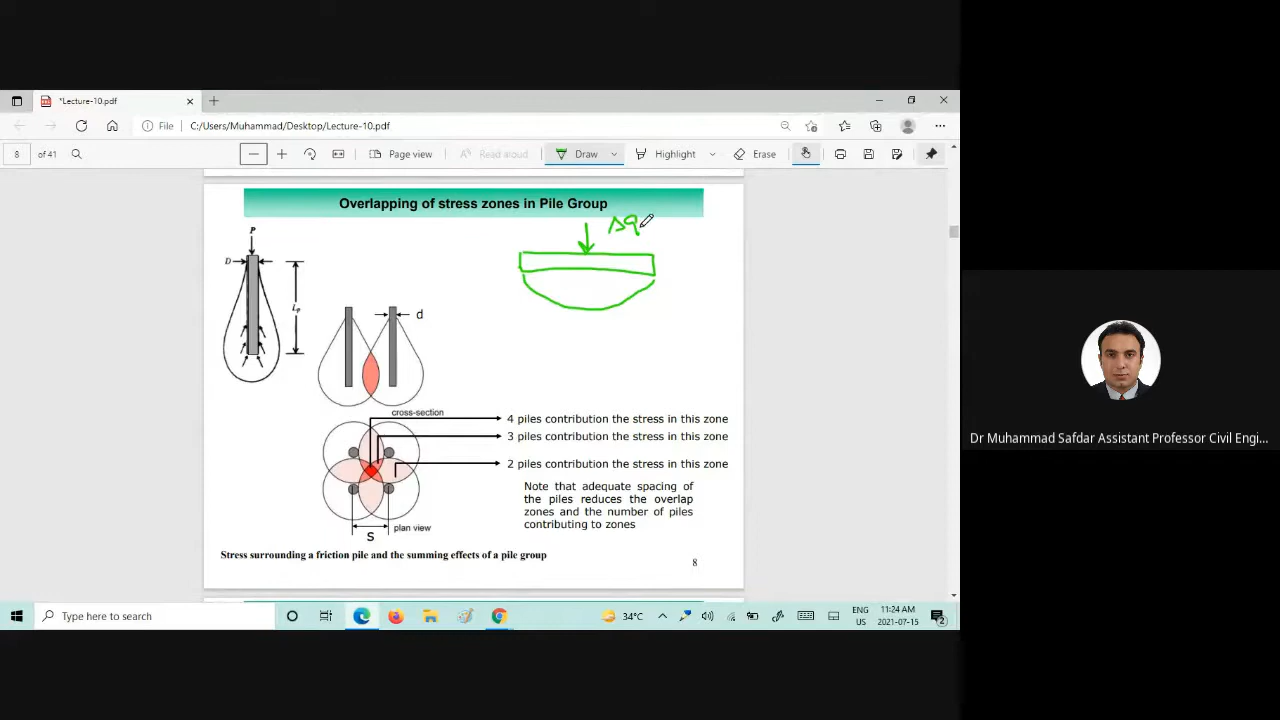 *Lecture-10.pdf
File
C:/Users/Muhammad/Desktop/Lecture-10.pdf
8
of 41
Page view
Read aloud
Draw
Highlight
Erase
Overlapping of stress zones in Pile Group
P
Δq
D
Lp
d
cross-section
4 piles contribution the stress in this zone
3 piles contribution the stress in this zone
2 piles contribution the stress in this zone
Note that adequate spacing of
the piles reduces the overlap
zones and the number of piles
contributing to zones
plan view
S
Stress surrounding a friction pile and the summing effects of a pile group
8
Dr Muhammad Safdar Assistant Professor Civil Engi...
Type here to search
34°C
ENG
US
11:24 AM
2021-07-15
2